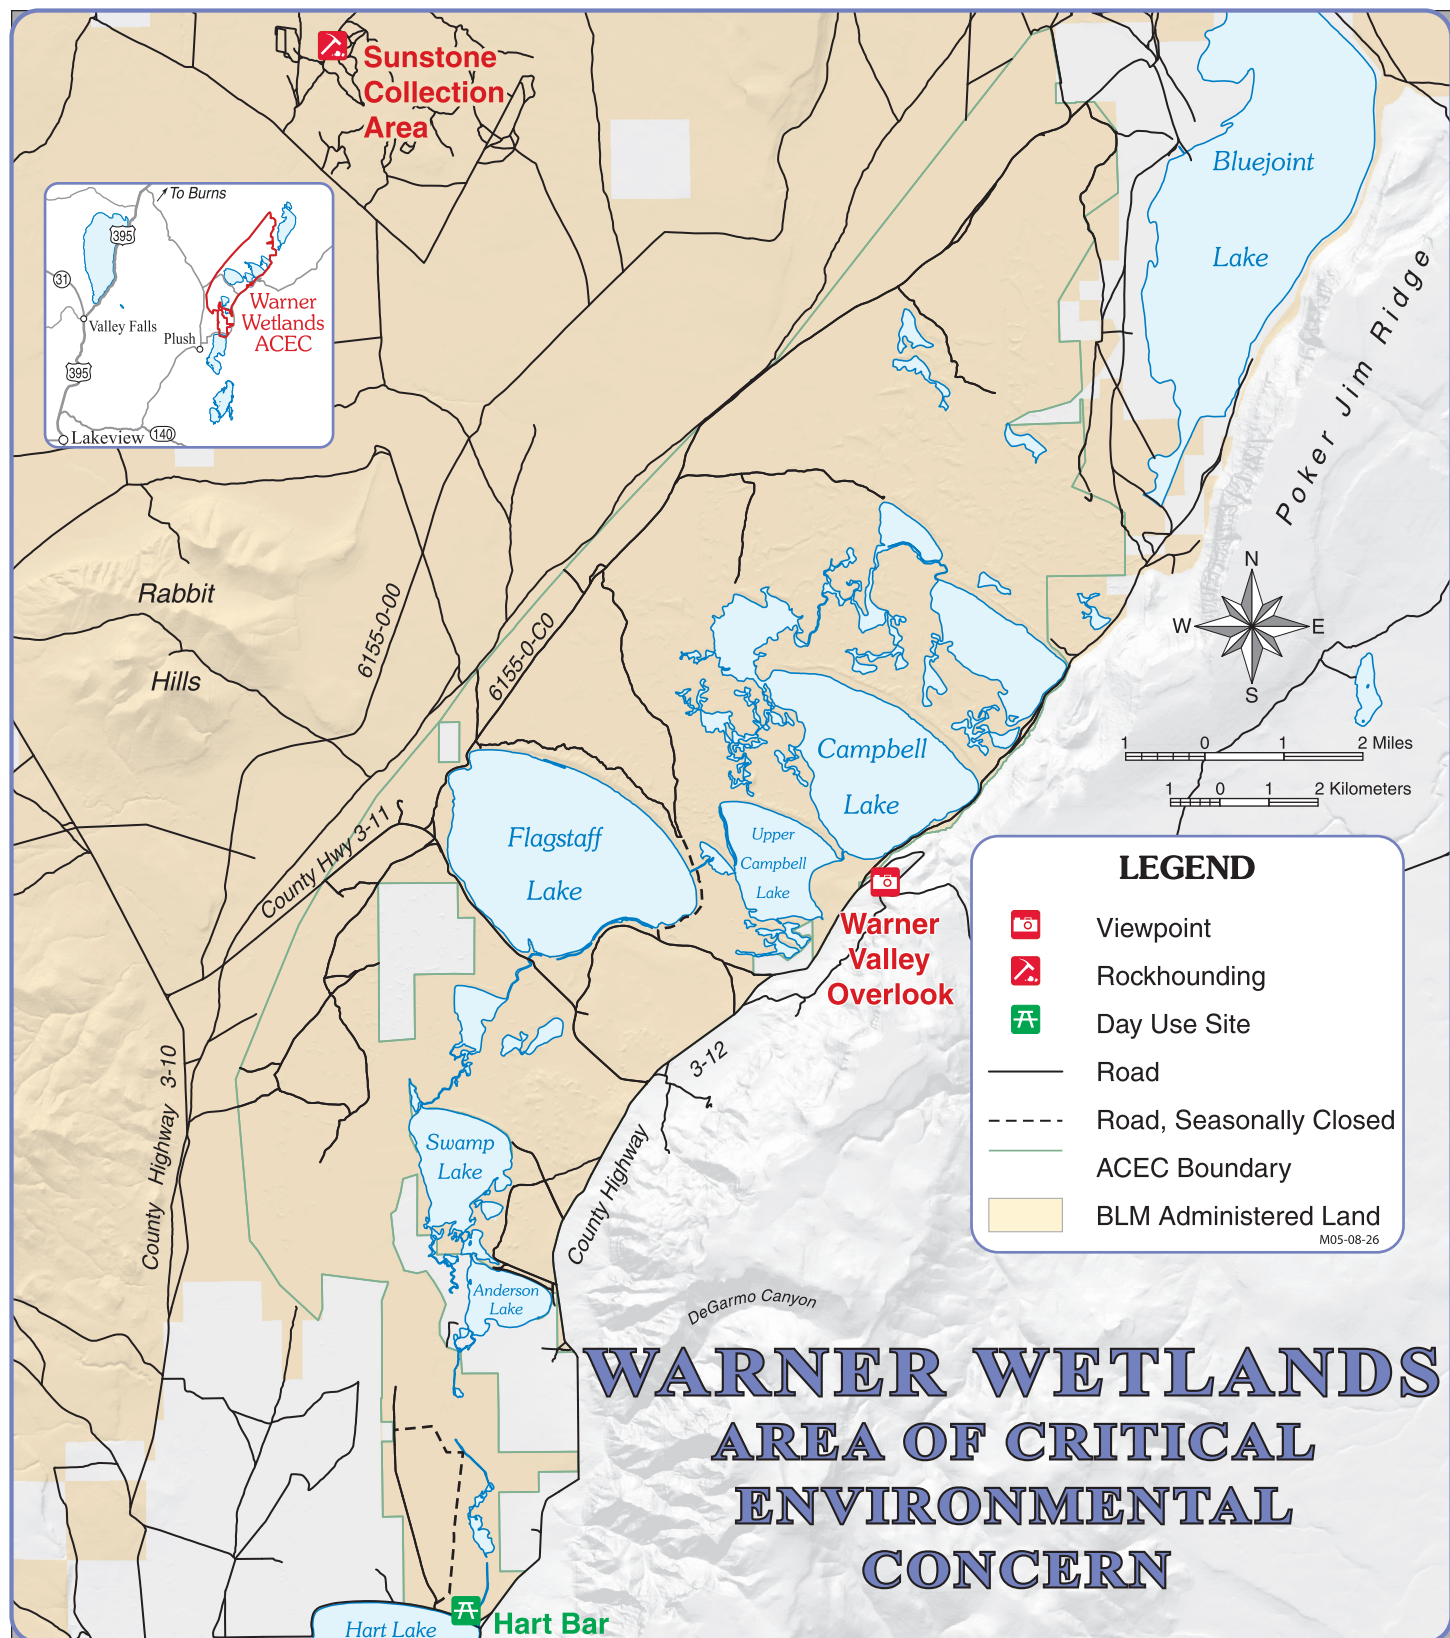 Sunstone
Collection
Area
Bluejoint
Lake
Poker Jim Ridge
To Burns
395
31
Valley Falls
Plush
Warner
Wetlands
ACEC
395
Lakeview
140
Rabbit
Hills
6155-0-00
6155-0-C0
County Hwy 3-11
N
W
E
S
1 0 1 2 Miles
1 0 1 2 Kilometers
Campbell
Lake
Flagstaff
Lake
Upper
Campbell
Lake
Warner
Valley
Overlook
3-12
County Highway
County Highway 3-10
Swamp
Lake
Anderson
Lake
DeGarmo Canyon
LEGEND
Viewpoint
Rockhounding
Day Use Site
Road
Road, Seasonally Closed
ACEC Boundary
BLM Administered Land
M05-08-26
WARNER WETLANDS
AREA OF CRITICAL
ENVIRONMENTAL
CONCERN
Hart Lake
Hart Bar